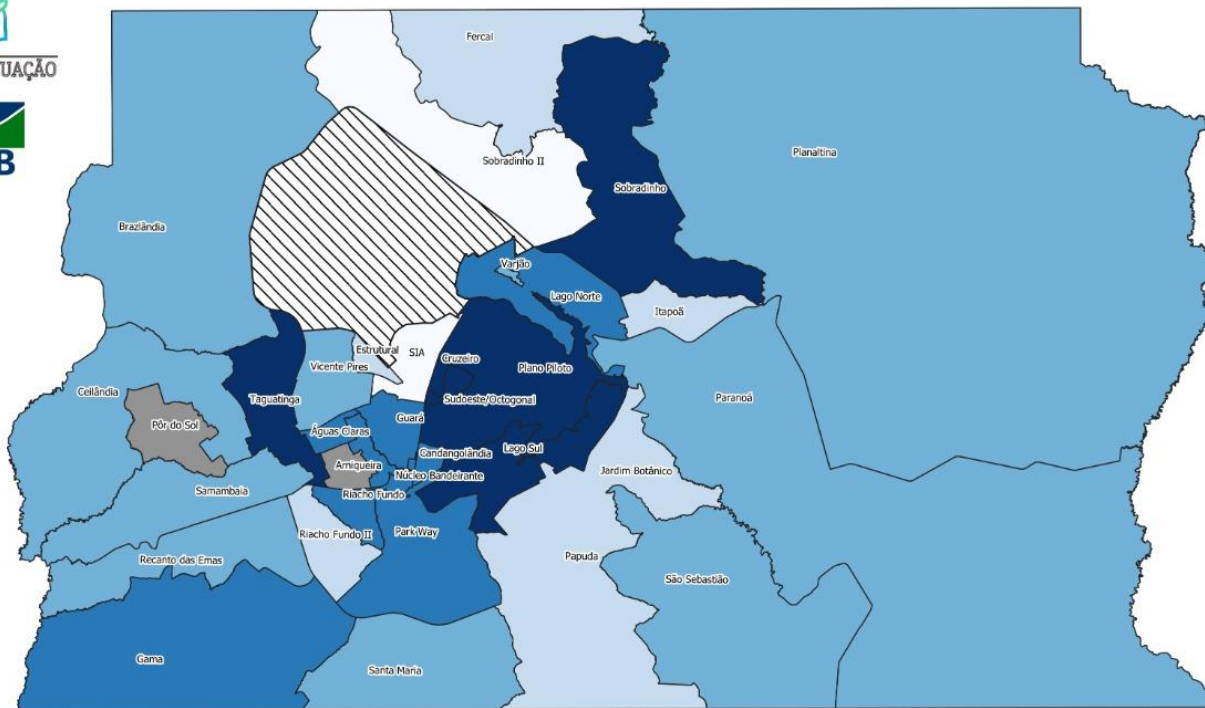 UAÇÃO
B
Fercal
Sobradinho II
Planaltina
Sobradinho
Brazlândia
Varjão
Lago Norte
Itapoã
Estrutural
SIA
Vicente Pires
Cruzeiro
Plano Piloto
Ceilândia
Taguatinga
Sudoeste/Octogonal
Paranoá
Pôr do Sol
Guará
Águas Claras
Lago Sul
Candangolândia
Arniqueira
Núcleo Bandeirante
Jardim Botânico
Samambaia
Riacho Fundo
Riacho Fundo II
Park Way
Papuda
Recanto das Emas
São Sebastião
Gama
Santa Maria